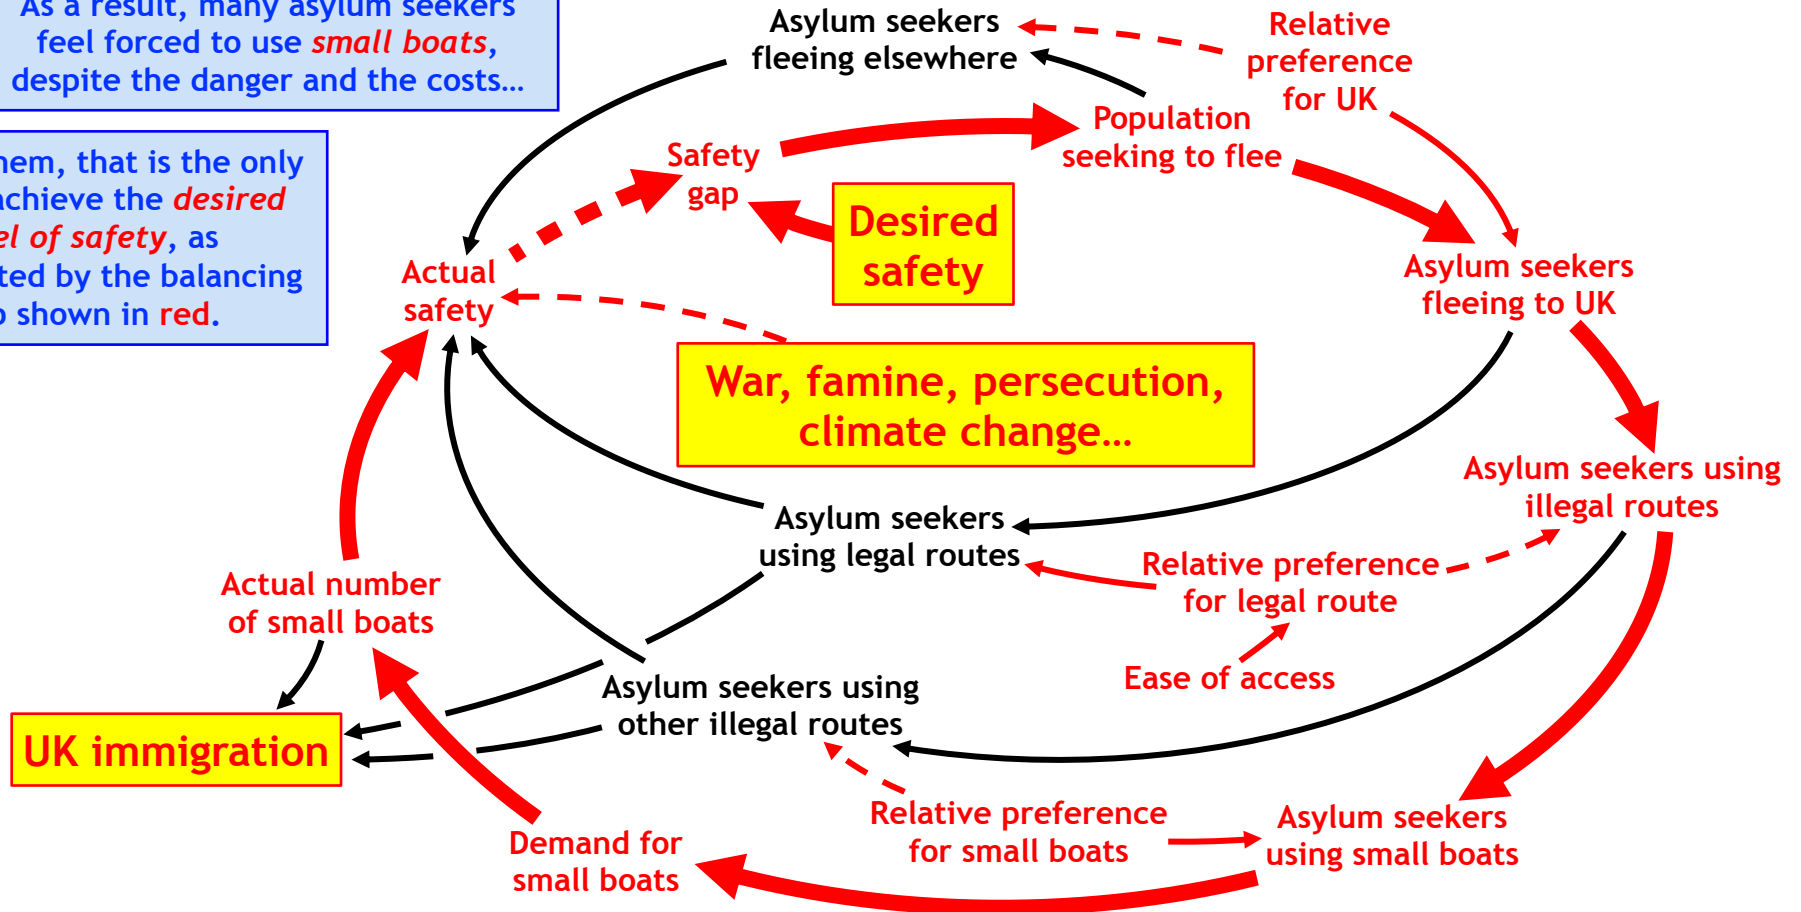 As a result, many asylum seekers
feel forced to use small boats,
despite the danger and the costs…
that is the only
achieve the desired
of safety, as
by the balancing
shown in red.
Asylum seekers
fleeing elsewhere
Relative
preference
for UK
Population
seeking to flee
Safety
gap
Desired
safety
Actual
safety
Asylum seekers
fleeing to UK
War, famine, persecution,
climate change…
Asylum seekers using
illegal routes
Asylum seekers
using legal routes
Relative preference
for legal route
Ease of access
Actual number
of small boats
Asylum seekers using
other illegal routes
UK immigration
Relative preference
for small boats
Asylum seekers
using small boats
Demand for
small boats